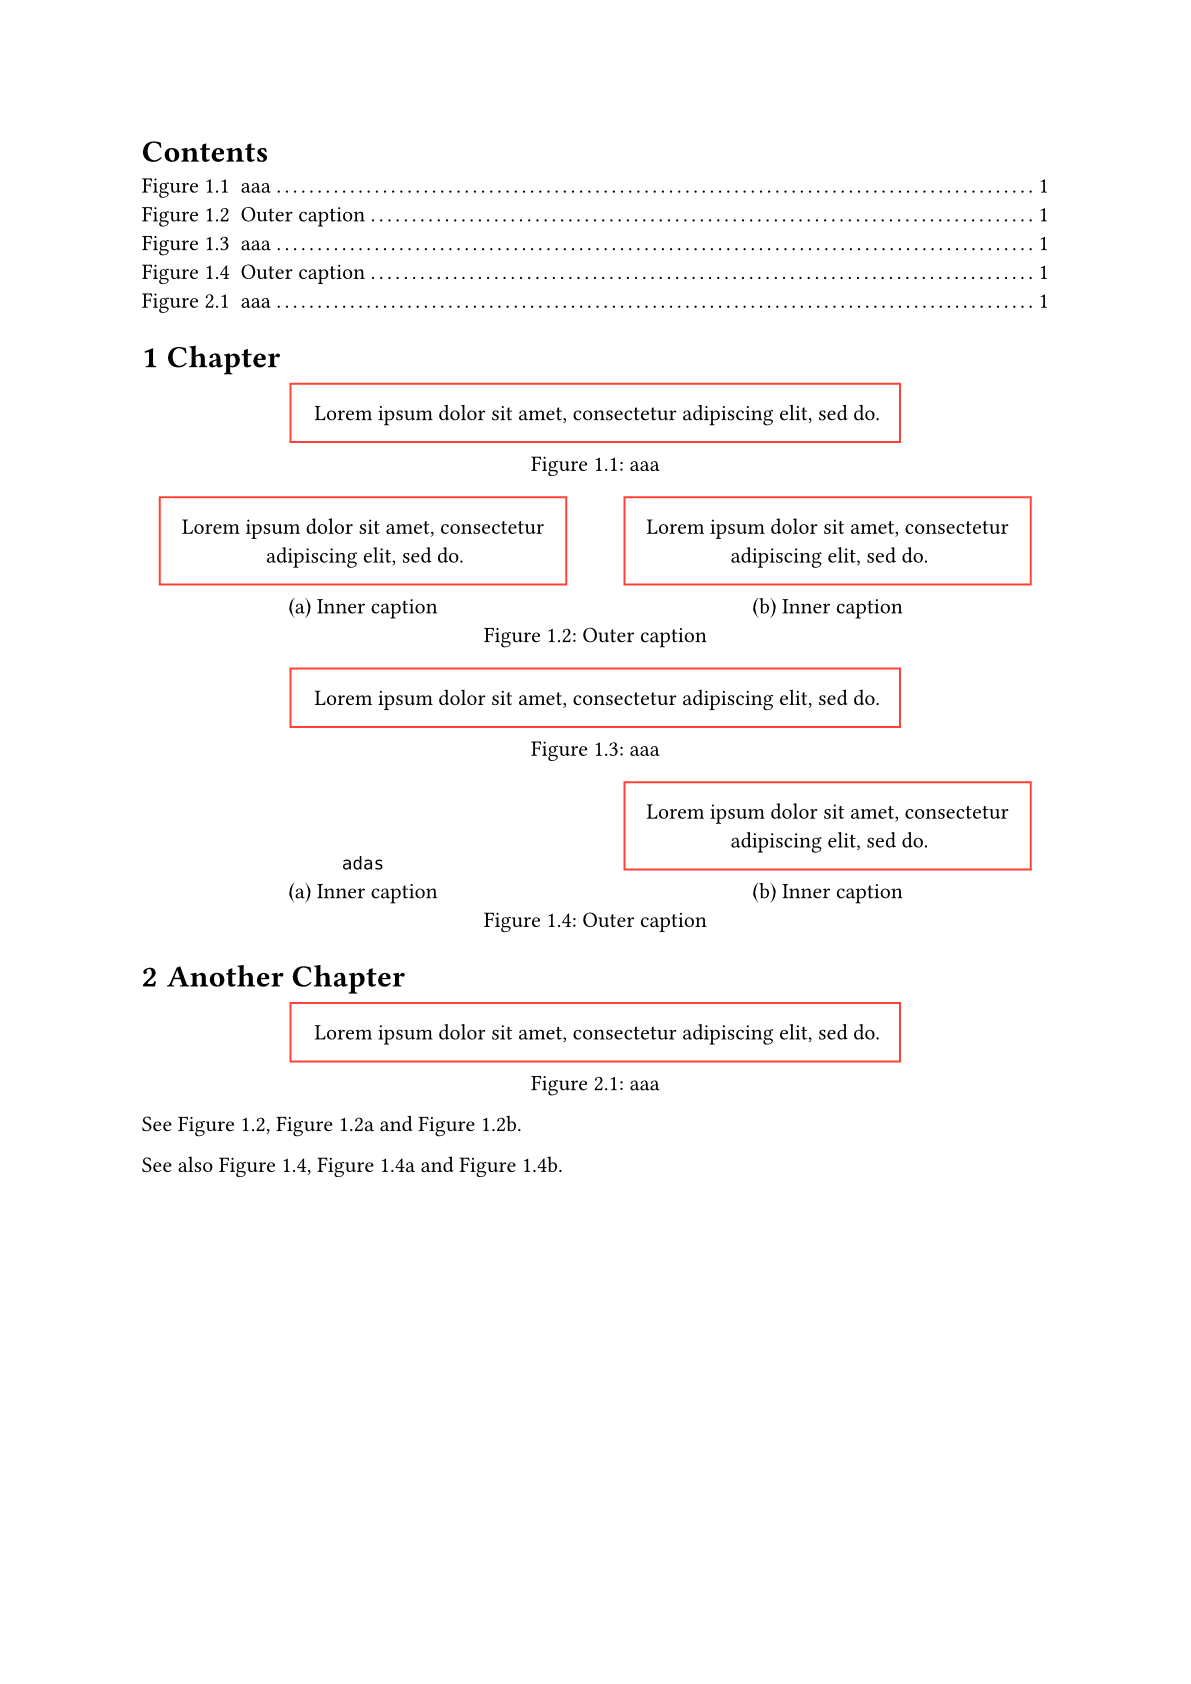 Contents
Figure 1.1 aaa ........................................................................................................ 1
Figure 1.2 Outer caption ........................................................................................ 1
Figure 1.3 aaa ........................................................................................................ 1
Figure 1.4 Outer caption ........................................................................................ 1
Figure 2.1 aaa ........................................................................................................ 1
1 Chapter
Lorem ipsum dolor sit amet, consectetur adipiscing elit, sed do.
Figure 1.1: aaa
Lorem ipsum dolor sit amet, consectetur
adipiscing elit, sed do.
(a) Inner caption
Lorem ipsum dolor sit amet, consectetur
adipiscing elit, sed do.
(b) Inner caption
Figure 1.2: Outer caption
Lorem ipsum dolor sit amet, consectetur adipiscing elit, sed do.
Figure 1.3: aaa
adas
(a) Inner caption
Lorem ipsum dolor sit amet, consectetur
adipiscing elit, sed do.
(b) Inner caption
Figure 1.4: Outer caption
2 Another Chapter
Lorem ipsum dolor sit amet, consectetur adipiscing elit, sed do.
Figure 2.1: aaa
See Figure 1.2, Figure 1.2a and Figure 1.2b.
See also Figure 1.4, Figure 1.4a and Figure 1.4b.